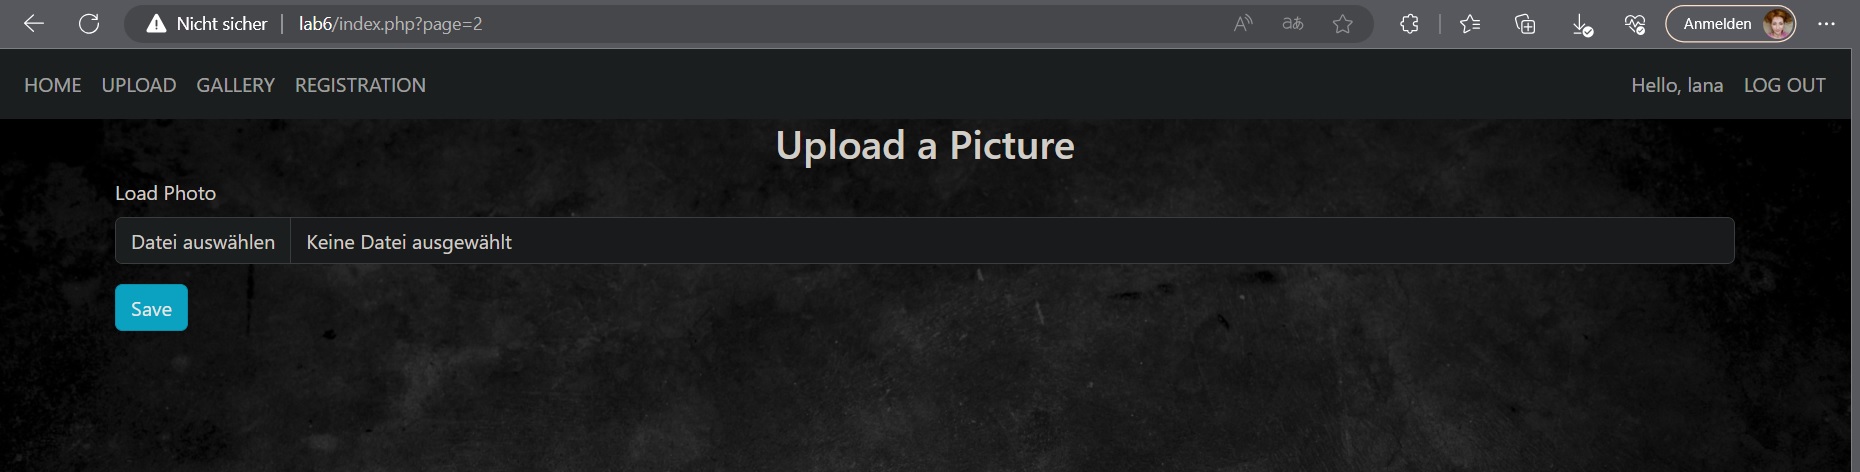 Nicht sicher | lab6/index.php?page=2 Anmelden
HOME UPLOAD GALLERY REGISTRATION Hello, lana LOG OUT
Upload a Picture
Load Photo
Datei auswählen Keine Datei ausgewählt
Save